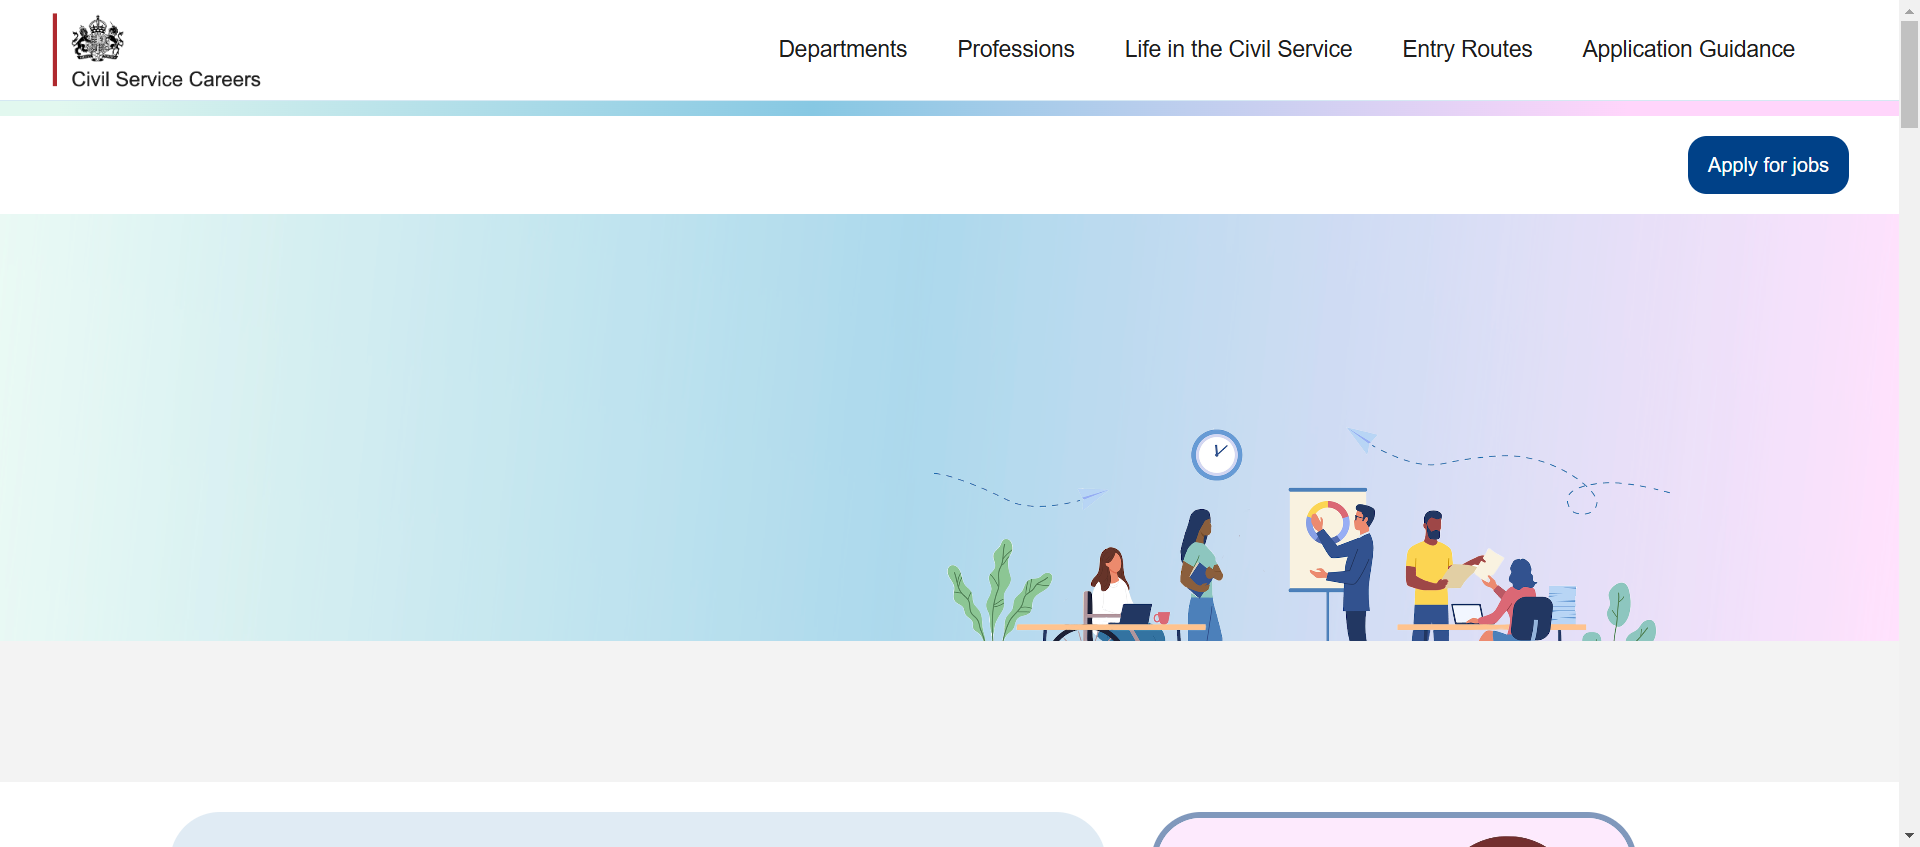 Civil Service Careers
Departments
Professions
Life in the Civil Service
Entry Routes
Application Guidance
Apply for jobs